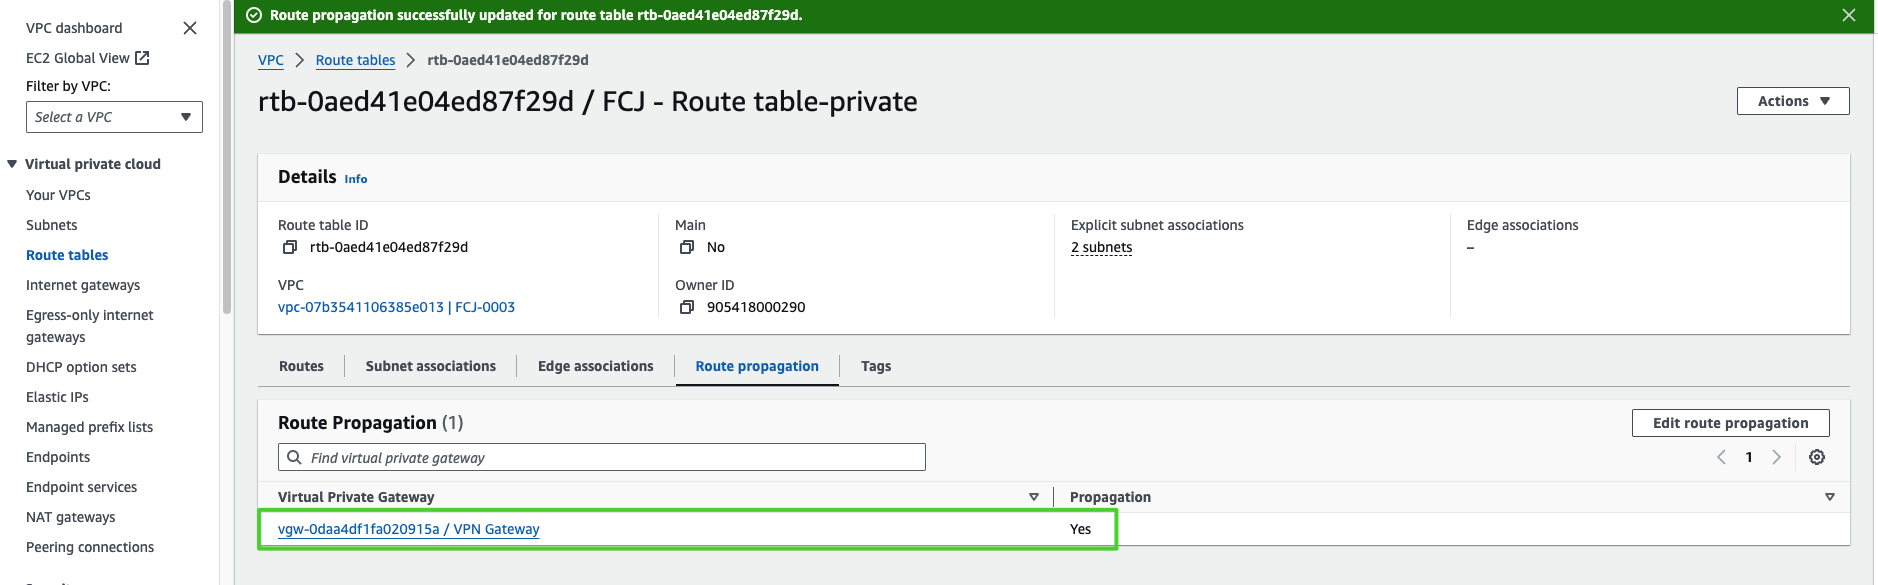 Route propagation successfully updated for route table rtb-0aed41e04ed87f29d.
VPC dashboard
EC2 Global View
Filter by VPC:
Select a VPC
Virtual private cloud
Your VPCs
Subnets
Route tables
Internet gateways
Egress-only internet
gateways
DHCP option sets
Elastic IPs
Managed prefix lists
Endpoints
Endpoint services
NAT gateways
Peering connections
VPC > Route tables > rtb-0aed41e04ed87f29d
rtb-0aed41e04ed87f29d / FCJ - Route table-private
Actions
Details Info
Route table ID
rtb-0aed41e04ed87f29d
Main
No
Explicit subnet associations
2 subnets
Edge associations
–
VPC
vpc-07b3541106385e013 | FCJ-0003
Owner ID
905418000290
Routes
Subnet associations
Edge associations
Route propagation
Tags
Route Propagation (1)
Edit route propagation
Find virtual private gateway
1
Virtual Private Gateway
Propagation
vgw-0daa4df1fa020915a / VPN Gateway
Yes